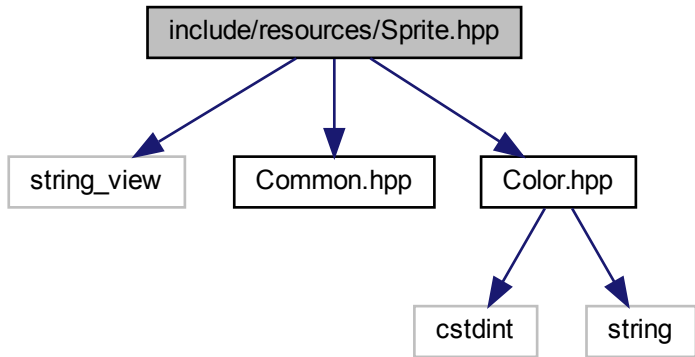 include/resources/Sprite.hpp
string_view
Common.hpp
Color.hpp
cstdint
string